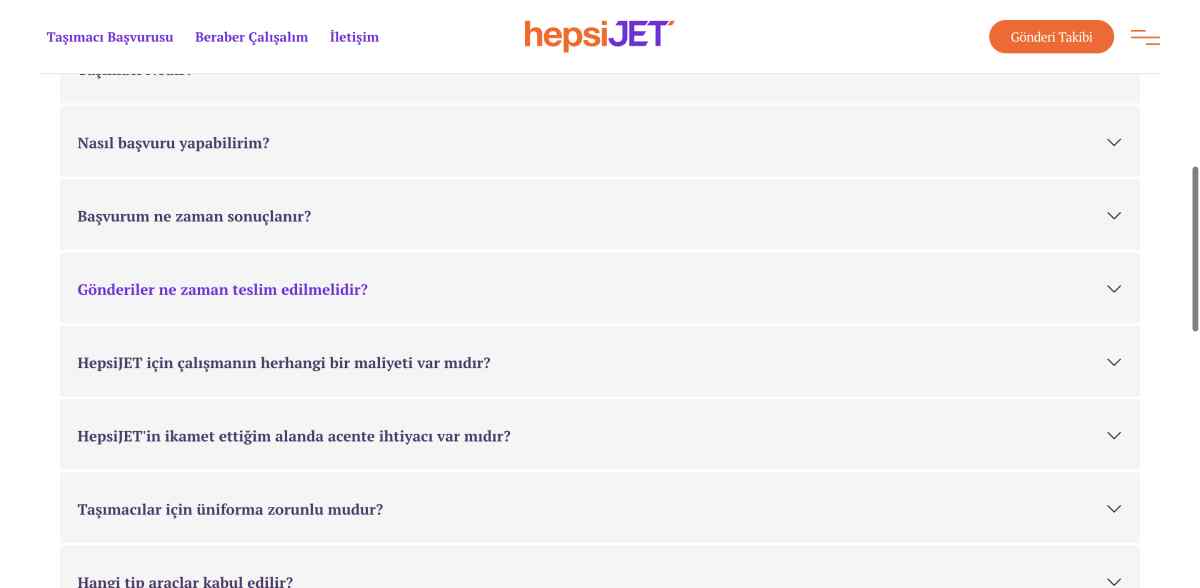 Taşımacı Başvurusu
Beraber Çalışalım
İletişim
hepsiJET
Gönderi Takibi
Nasıl başvuru yapabilirim?
Başvurum ne zaman sonuçlanır?
Gönderiler ne zaman teslim edilmelidir?
HepsiJET için çalışmanın herhangi bir maliyeti var mıdır?
HepsiJET'in ikamet ettiğim alanda acente ihtiyacı var mıdır?
Taşımacılar için üniforma zorunlu mudur?
Hangi tip araçlar kabul edilir?